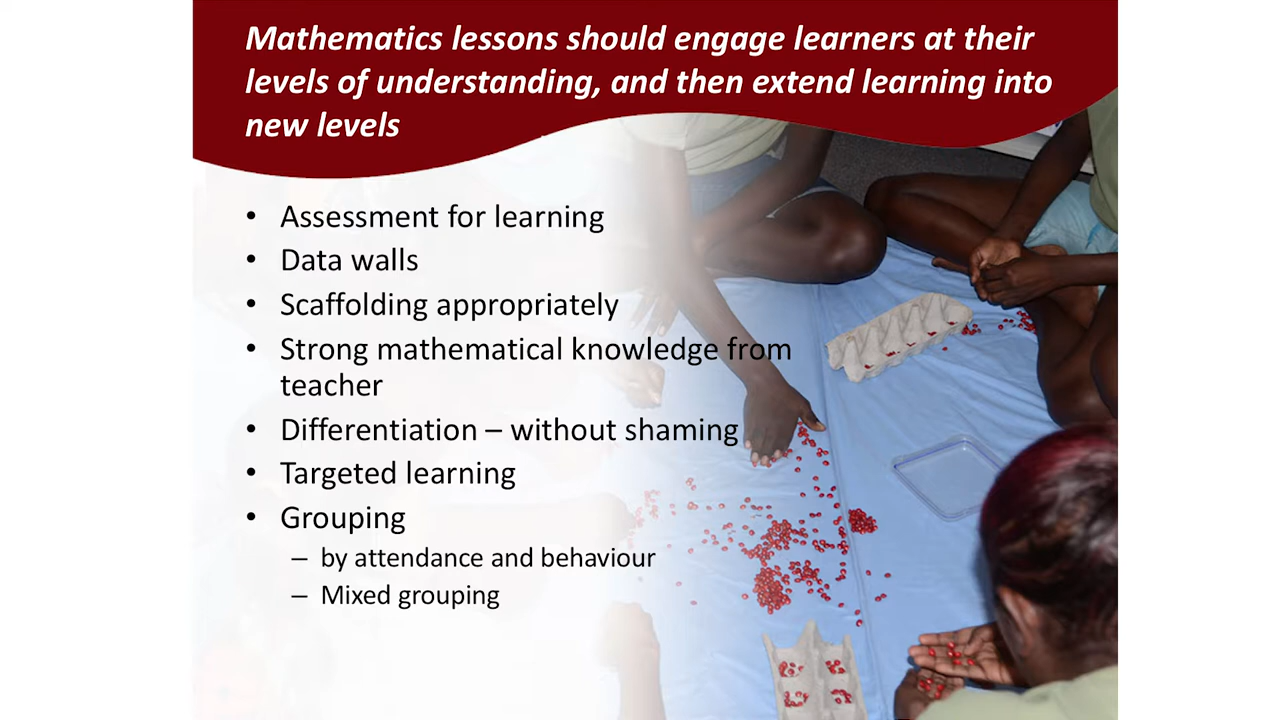 Mathematics lessons should engage learners at their
levels of understanding, and then extend learning into
new levels
• Assessment for learning
• Data walls
• Scaffolding appropriately
• Strong mathematical knowledge from
teacher
• Differentiation – without shaming
• Targeted learning
• Grouping
– by attendance and behaviour
– Mixed grouping